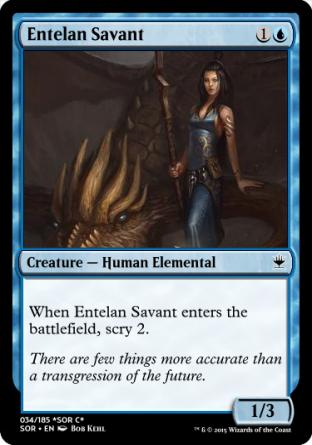 Entelan Savant 1
Creature — Human Elemental
When Entelan Savant enters the
battlefield, scry 2.
There are few things more accurate than
a transgression of the future.
1/3
034/185 *SOR C*
SOR • EN Bob Kehl
™ & © 2015 Wizards of the Coast